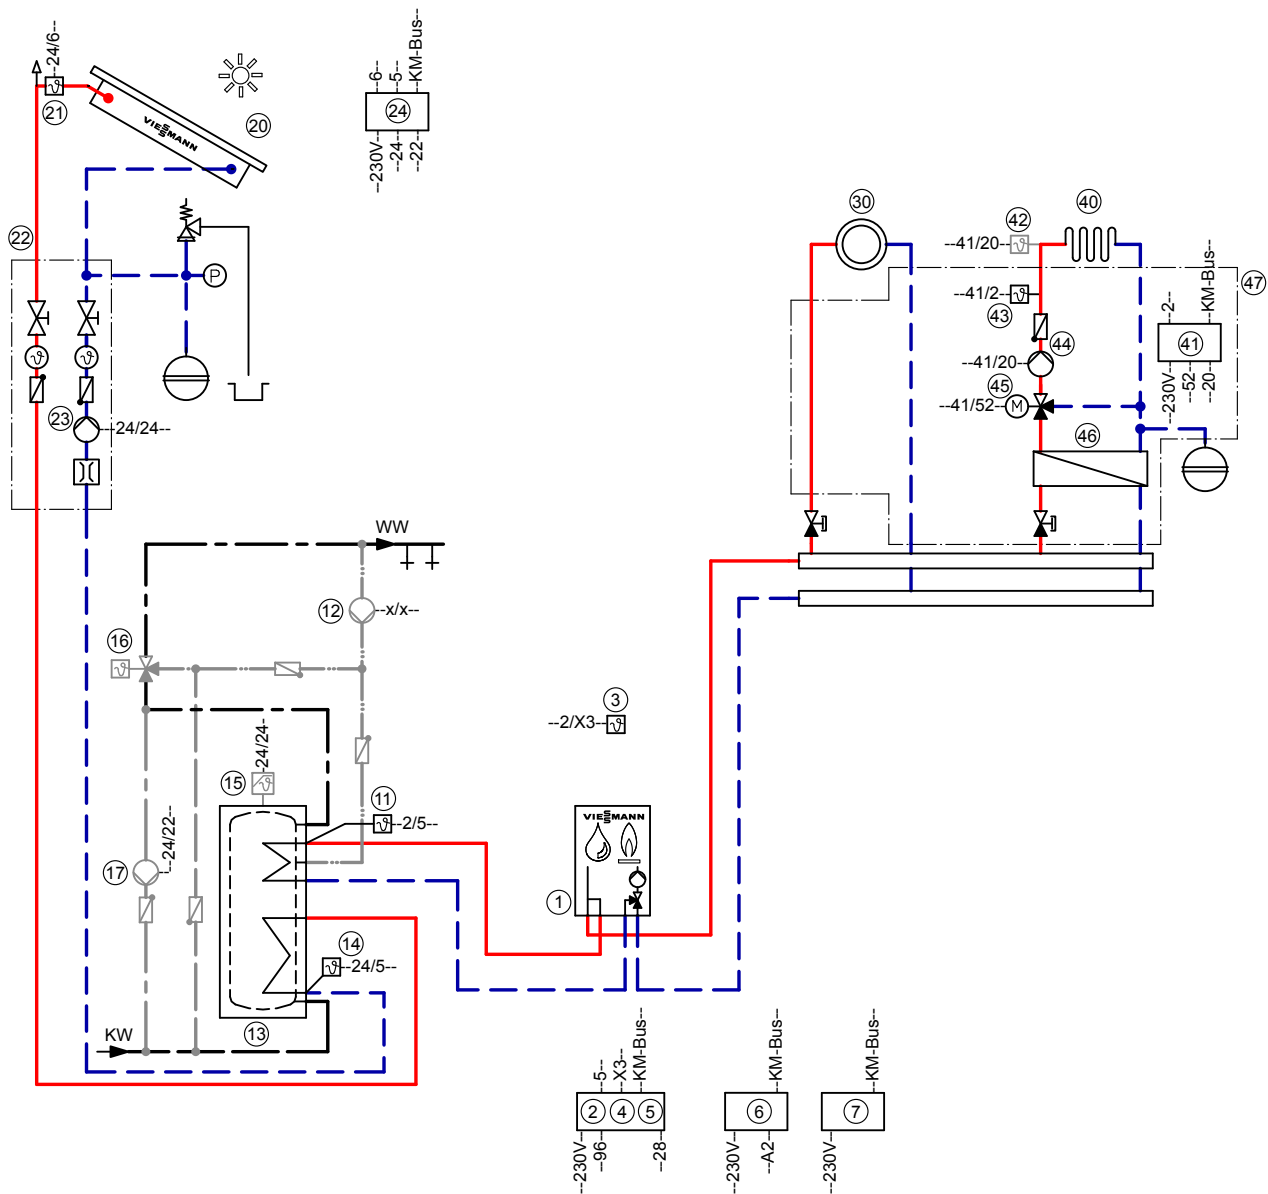 --24/6--
21
20
VIESSMANN
--6--
--5--
--KM-Bus--
24
--230V--
--24--
--22--
22
P
23
--24/24--
30
42
40
--41/20--
47
--41/2--
43
--2--
--KM-Bus--
41
--230V--
--52--
--20--
44
--41/20--
45
--41/52--
M
46
WW
12
--x/x--
16
3
--2/X3--
--24/24--
15
11
--2/5--
17
--24/22--
VIESSMANN
1
14
--24/5--
13
KW
--5--
--X3--
--KM-Bus--
2
4
5
--230V--
--96--
--28--
--KM-Bus--
6
--230V--
--A2--
--KM-Bus--
7
--230V--